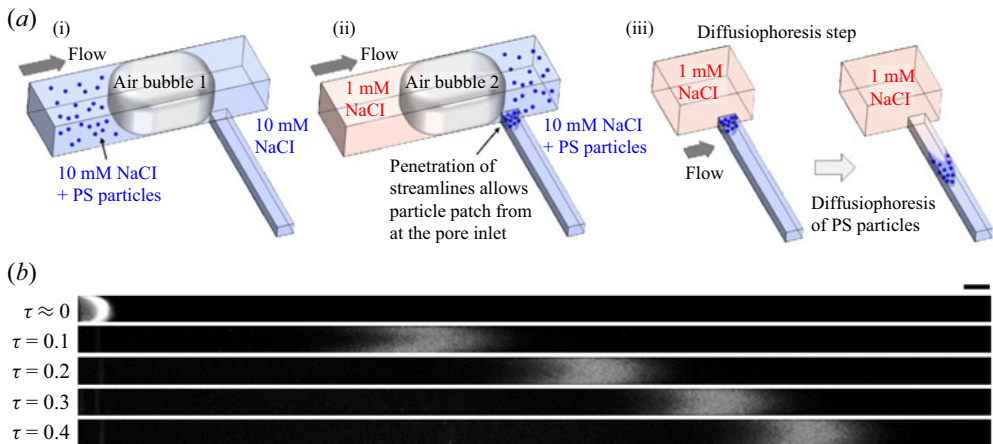 (a)
(i)
Flow
Air bubble 1
10 mM
NaCl
10 mM NaCl
+ PS particles
(ii)
Flow
1 mM
NaCl
Air bubble 2
10 mM NaCl
+ PS particles
Penetration of
streamlines allows
particle patch from
at the pore inlet
(iii)
Diffusiophoresis step
1 mM
NaCl
Flow
1 mM
NaCl
Diffusiophoresis
of PS particles
(b)
τ ≈ 0
τ = 0.1
τ = 0.2
τ = 0.3
τ = 0.4